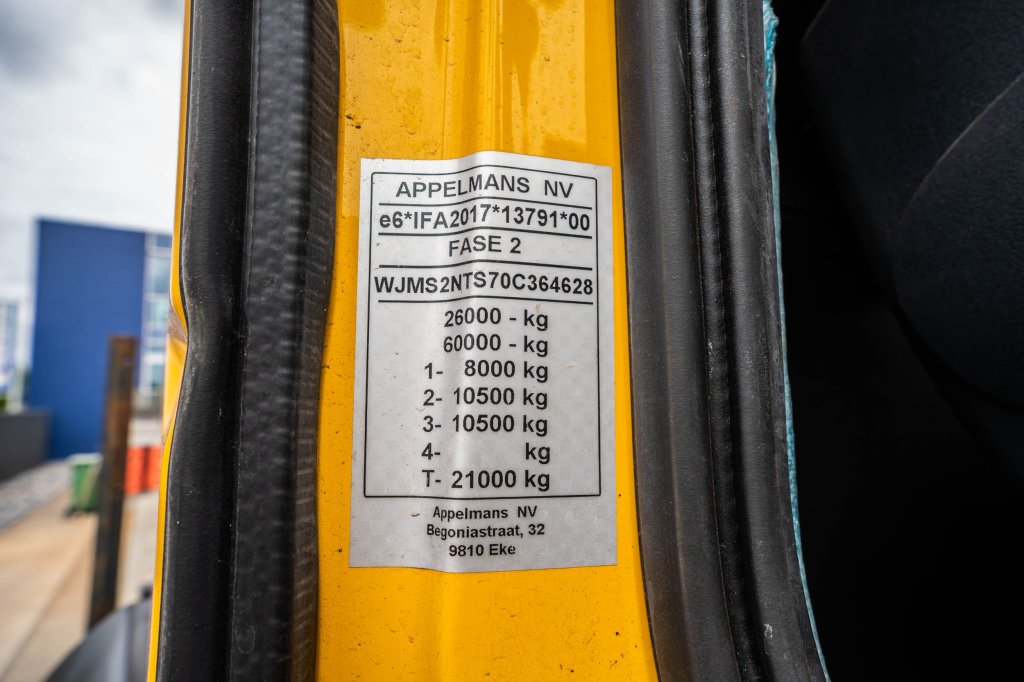 APPELMANS NV
e6*IFA2017*13791*00
FASE 2
WJMS2NTS70C364628
26000 - kg
60000 - kg
1- 8000 kg
2- 10500 kg
3- 10500 kg
4- kg
T- 21000 kg
Appelmans NV
Begoniastraat, 32
9810 Eke